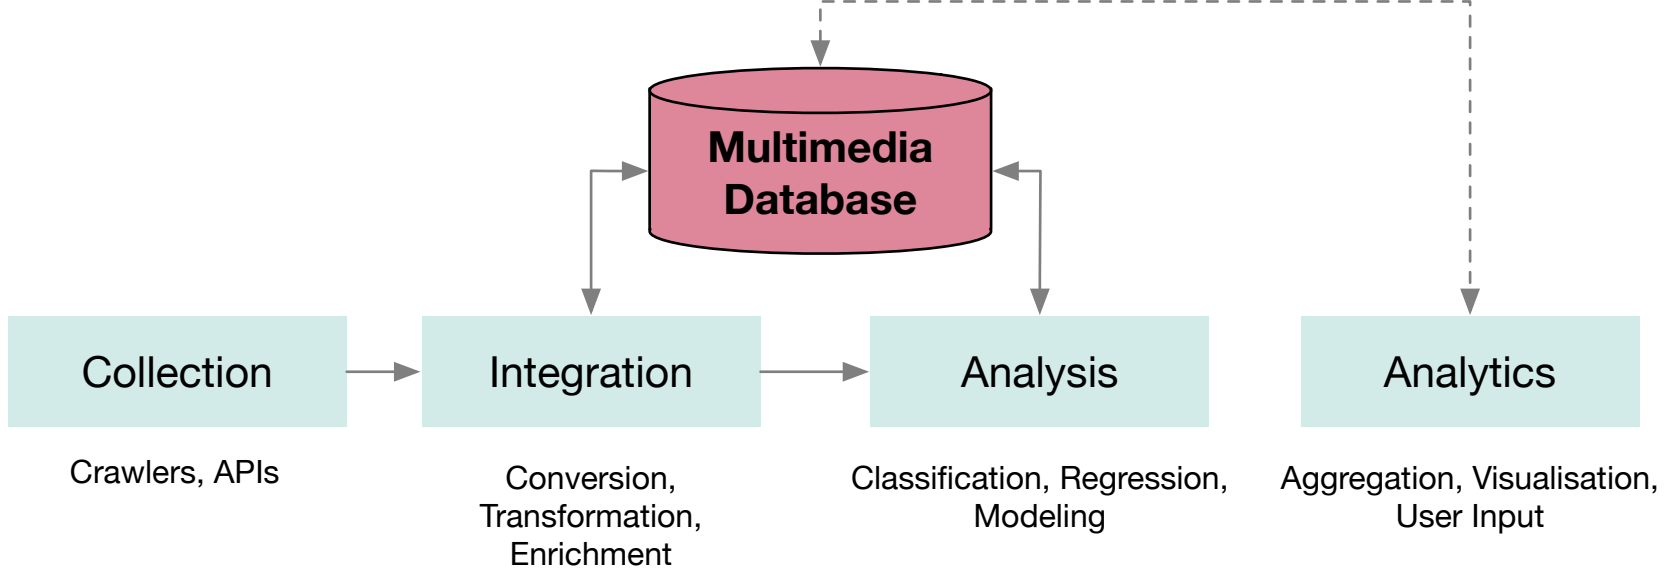 Multimedia
Database
Collection
Integration
Analysis
Analytics
Crawlers, APIs
Conversion,
Transformation,
Enrichment
Classification, Regression,
Modeling
Aggregation, Visualisation,
User Input